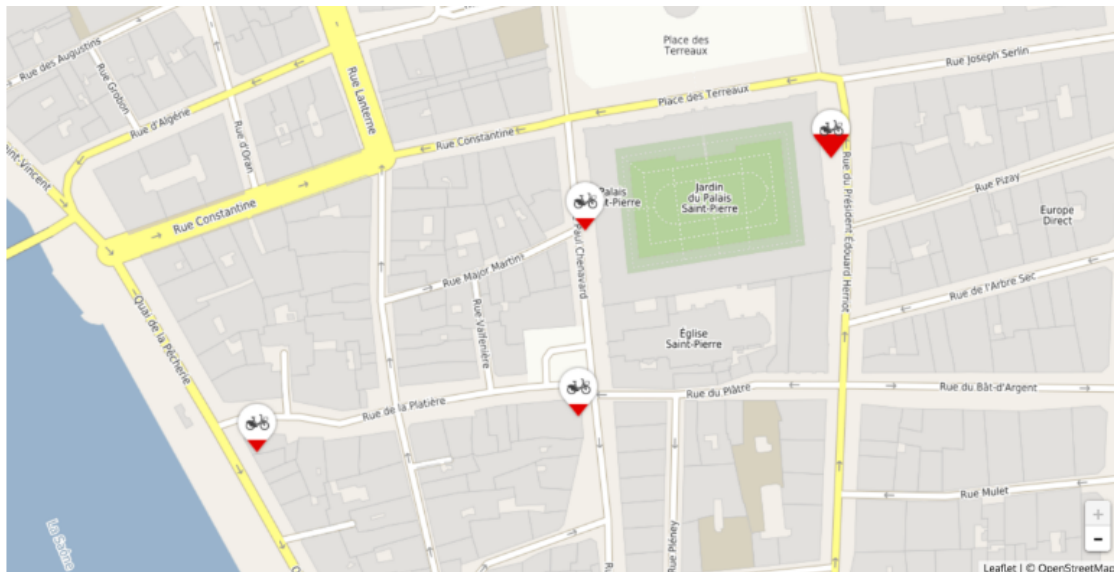 Place des
Terreaux
Rue Joseph Serlin
Rue des Augustins
Rue Grobon
Rue Lanterne
Place des Terreaux
Rue d'Algérie
Rue d'Oran
Rue Constantine
Rue du Président Édouard Herriot
aint-Vincent
Rue Pizay
Palais
t-Pierre
Jardin
du Palais
Saint-Pierre
Rue Constantine
Europe
Direct
Paul Chenavard
Rue Major Martin
Rue de l'Arbre Sec
Quai de la Pêcherie
Rue Valfenière
Église
Saint-Pierre
Rue du Plâtre
Rue du Bât-d'Argent
Rue de la Platière
Rue Mulet
Rue Pléney
La Saône
+
-
Leaflet | © OpenStreetMap